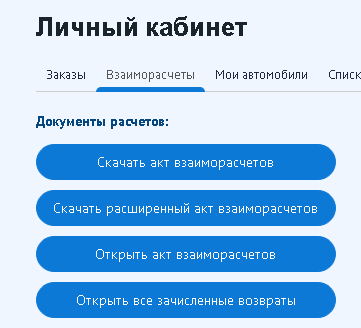 Личный кабинет
Заказы Взаиморасчеты Мои автомобили Списк
Документы расчетов:
Скачать акт взаиморасчетов
Скачать расширенный акт взаиморасчетов
Открыть акт взаиморасчетов
Открыть все зачисленные возвраты